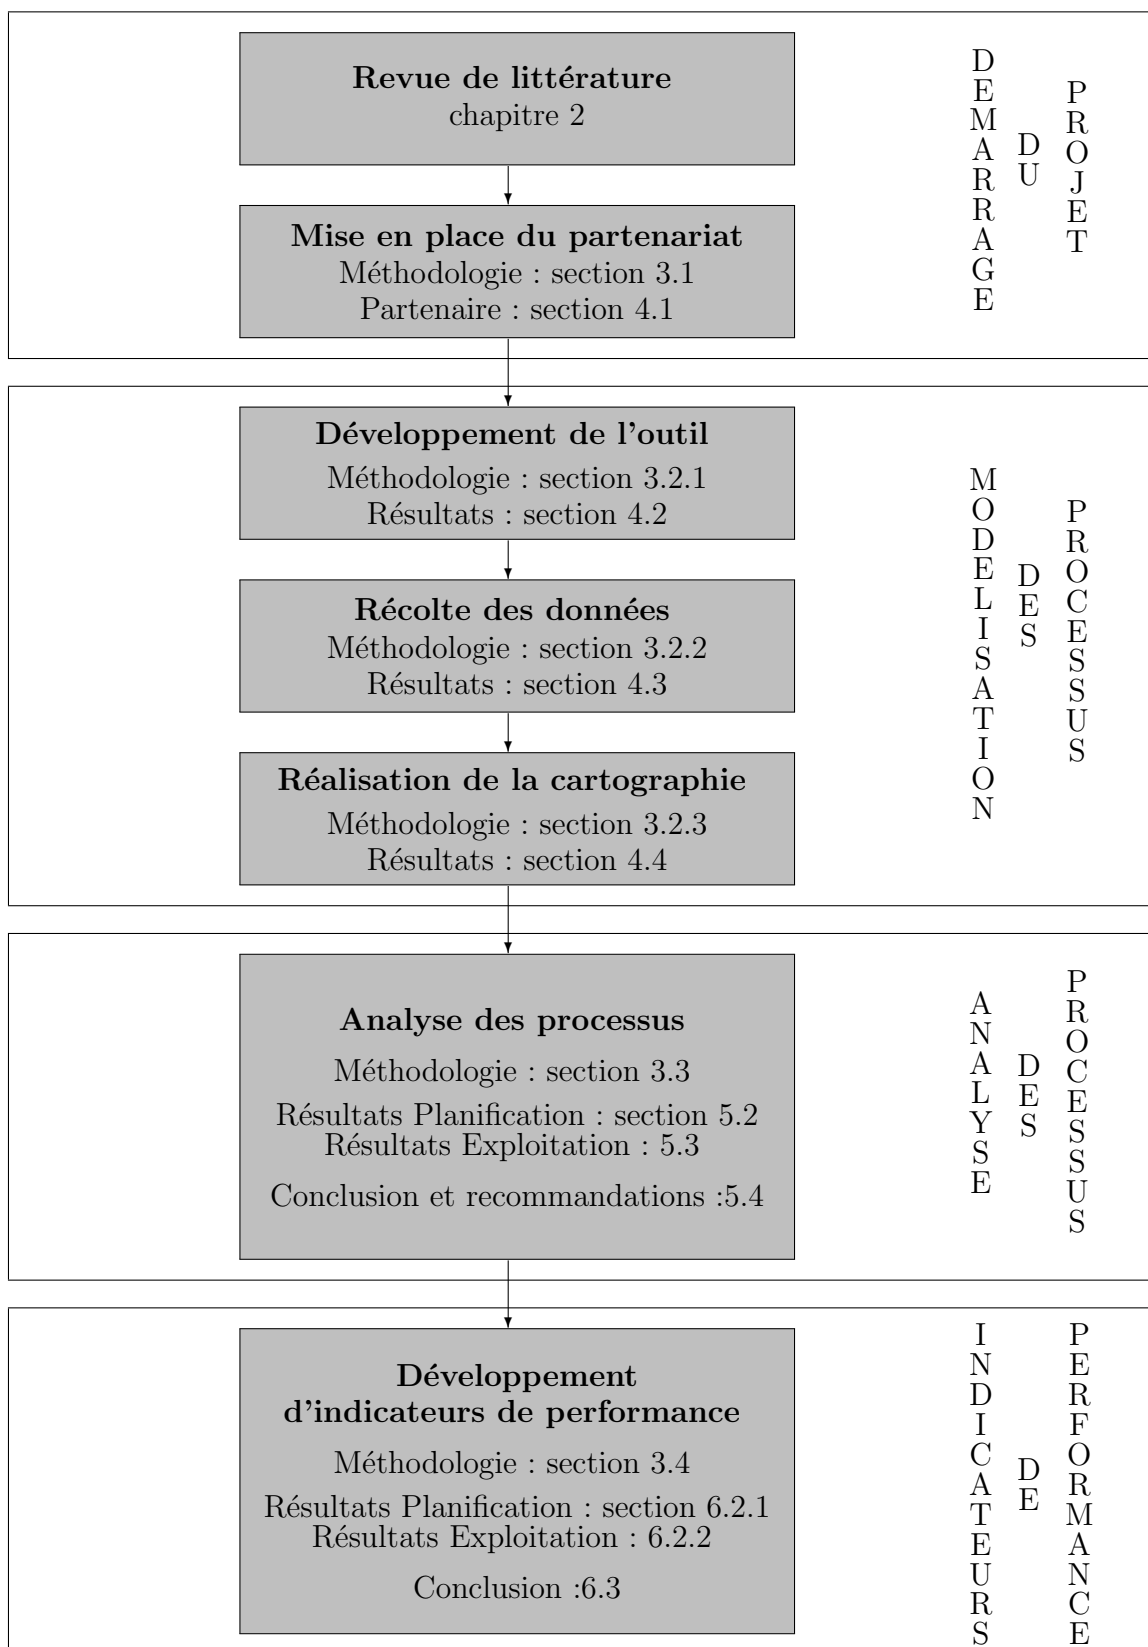 Revue de littérature
chapitre 2
Mise en place du partenariat
Méthodologie : section 3.1
Partenaire : section 4.1
DEMARRAGE
DU
PROJET
Développement de l'outil
Méthodologie : section 3.2.1
Résultats : section 4.2
Récolte des données
Méthodologie : section 3.2.2
Résultats : section 4.3
Réalisation de la cartographie
Méthodologie : section 3.2.3
Résultats : section 4.4
MODELISATION
DES
PROCESSUS
Analyse des processus
Méthodologie : section 3.3
Résultats Planification : section 5.2
Résultats Exploitation : 5.3
Conclusion et recommandations :5.4
ANALYSE
DES
PROCESSUS
Développement
d'indicateurs de performance
Méthodologie : section 3.4
Résultats Planification : section 6.2.1
Résultats Exploitation : 6.2.2
Conclusion :6.3
INDICATEURS
DE
PERFORMANCE